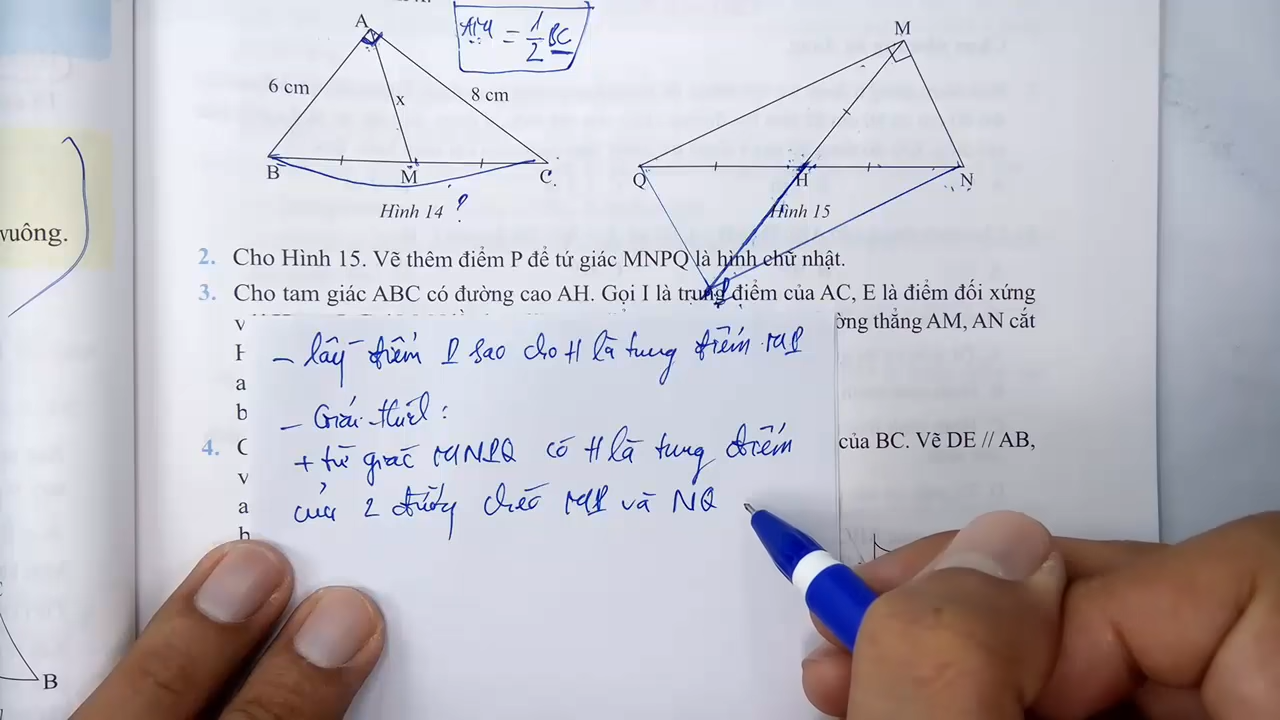 AM = 1/2 BC
A
M
6 cm
8 cm
x
B
M
C
Q
H
N
Hình 14 ?
Hình 15
vuông.
2. Cho Hình 15. Vẽ thêm điểm P để tứ giác MNPQ là hình chữ nhật.
3. Cho tam giác ABC có đường cao AH. Gọi I là trung điểm của AC, E là điểm đối xứng
v
ờng thẳng AM, AN cắt
H
- lấy điểm P sao cho H là trung điểm MP
a
b
- Giải thích:
4. C
của BC. Vẽ DE // AB,
+ tứ giác MNPQ có H là trung điểm
v
a
của 2 đường chéo MP và NQ
h
B